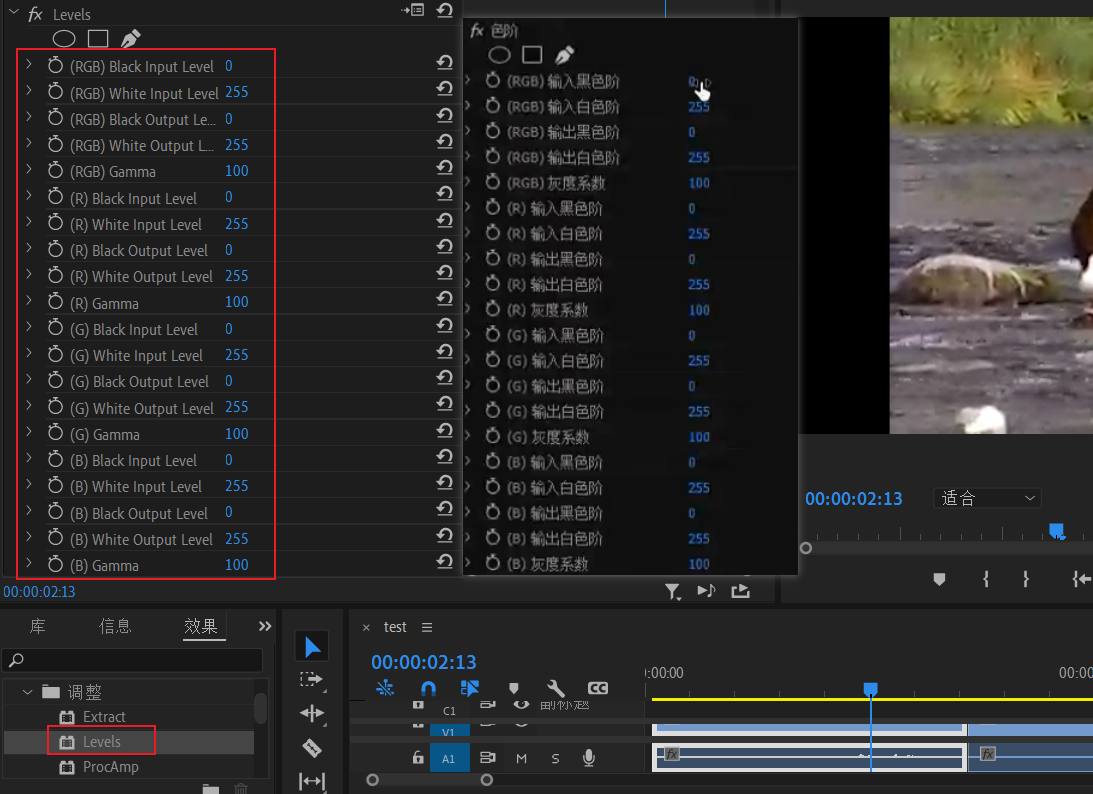 fx Levels
(RGB) Black Input Level 0
(RGB) White Input Level 255
(RGB) Black Output Le... 0
(RGB) White Output L... 255
(RGB) Gamma 100
(R) Black Input Level 0
(R) White Input Level 255
(R) Black Output Level 0
(R) White Output Level 255
(R) Gamma 100
(G) Black Input Level 0
(G) White Input Level 255
(G) Black Output Level 0
(G) White Output Level 255
(G) Gamma 100
(B) Black Input Level 0
(B) White Input Level 255
(B) Black Output Level 0
(B) White Output Level 255
(B) Gamma 100
00:00:02:13
fx 色阶
(RGB) 输入黑色阶 0
(RGB) 输入白色阶 255
(RGB) 输出黑色阶 0
(RGB) 输出白色阶 255
(RGB) 灰度系数 100
(R) 输入黑色阶 0
(R) 输入白色阶 255
(R) 输出黑色阶 0
(R) 输出白色阶 255
(R) 灰度系数 100
(G) 输入黑色阶 0
(G) 输入白色阶 255
(G) 输出黑色阶 0
(G) 输出白色阶 255
(G) 灰度系数 100
(B) 输入黑色阶 0
(B) 输入白色阶 255
(B) 输出黑色阶 0
(B) 输出白色阶 255
(B) 灰度系数 100
00:00:02:13 适合
库 信息 效果
调整
Extract
Levels
ProcAmp
× test
00:00:02:13
:00:00 00:00
CC
C1 副标题
V1
A1 M S
fx fx